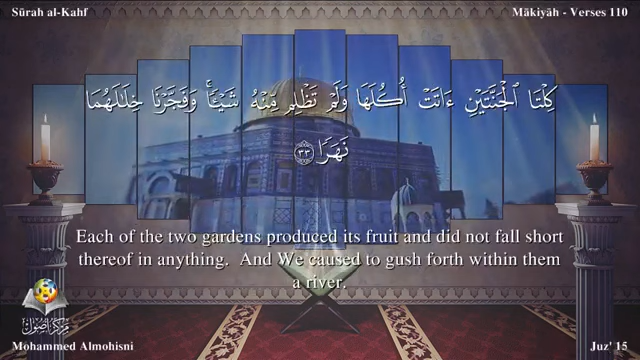 Sūrah al-Kahf
Mākiyāh - Verses 110
كِلْتَا ٱلْجَنَّتَيْنِ ءَاتَتْ أُكُلَهَا وَلَمْ تَظْلِم مِّنْهُ شَيْـًٔا ۚ وَفَجَّرْنَا خِلَـٰلَهُمَا
نَهَرًا ٣٣
Each of the two gardens produced its fruit and did not fall short
thereof in anything. And We caused to gush forth within them
a river.
مركز أصول
Mohammed Almohisni
Juz' 15